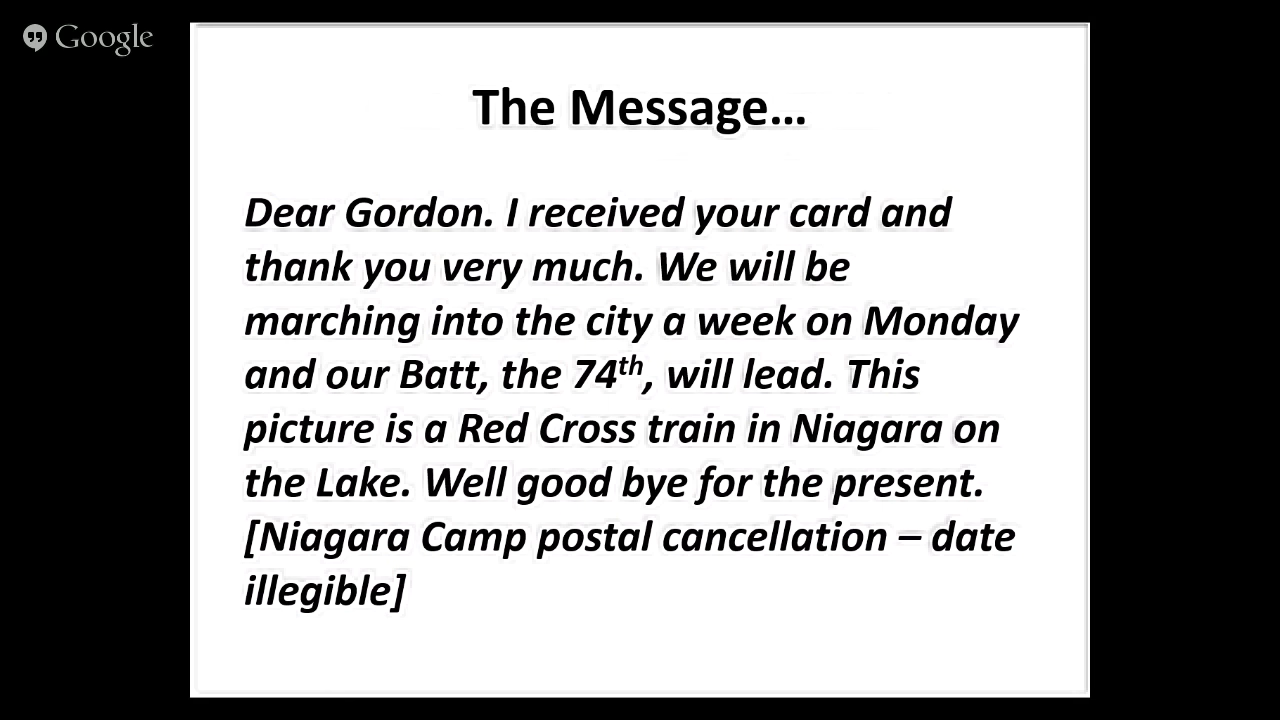 Google
The Message...
Dear Gordon. I received your card and
thank you very much. We will be
marching into the city a week on Monday
and our Batt, the 74th, will lead. This
picture is a Red Cross train in Niagara on
the Lake. Well good bye for the present.
[Niagara Camp postal cancellation – date
illegible]